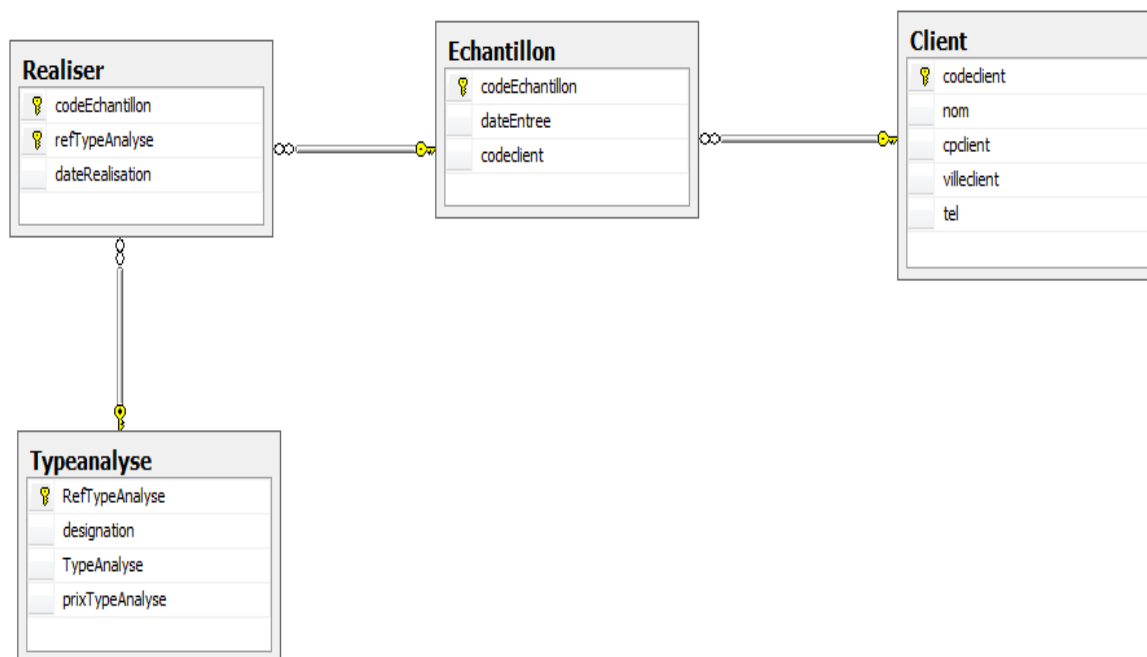 Realiser
codeEchantillon
refTypeAnalyse
dateRealisation
Echantillon
codeEchantillon
dateEntree
codeclient
Client
codeclient
nom
cpclient
villeclient
tel
Typeanalyse
RefTypeAnalyse
designation
TypeAnalyse
prixTypeAnalyse